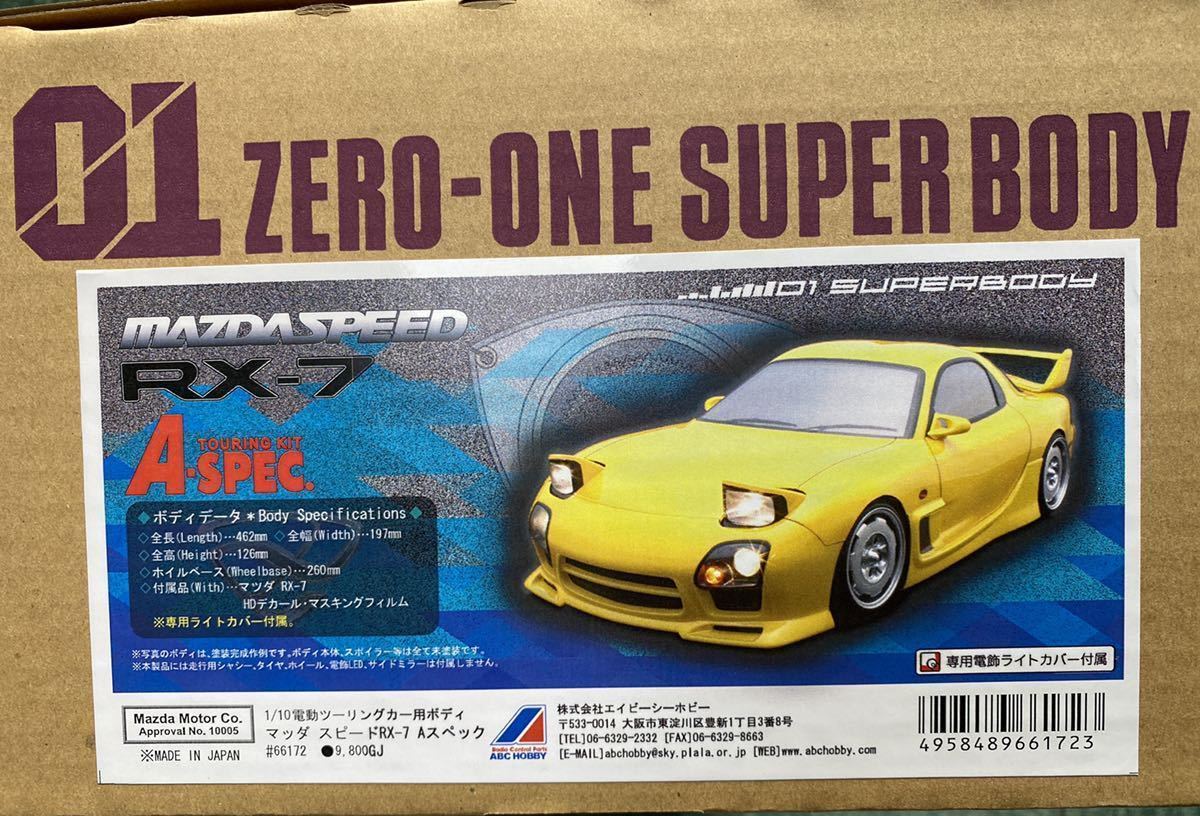 01 ZERO-ONE SUPER BODY
01 SUPERBODY
MAZDASPEED
RX-7
TOURING KIT
A-SPEC.
◆ボディデータ＊Body Specifications◆
◇全長(Length)…462mm ◇全幅(Width)…197mm
◇全高(Height)…126mm
◇ホイルベース(Wheelbase)…260mm
◇付属品(With)…マツダ RX-7
HDデカール・マスキングフィルム
※専用ライトカバー付属。
※写真のボディは、塗装完成作例です。ボディ本体、スポイラー等は全て未塗装です。
※本製品には走行用シャシー、タイヤ、ホイール、電飾LED、サイドミラーは付属しません。
専用電飾ライトカバー付属
Mazda Motor Co.
Approval No. 10005
※MADE IN JAPAN
1/10電動ツーリングカー用ボディ
マツダ スピードRX-7 Aスペック
#66172 ●9,800GJ
Radio Control Parts
ABC HOBBY
株式会社エイビーシーホビー
〒533-0014 大阪市東淀川区豊新1丁目3番8号
[TEL]06-6329-2332 [FAX]06-6329-8663
[E-MAIL]abchobby@sky.plala.or.jp [WEB]www.abchobby.com
4958489661723